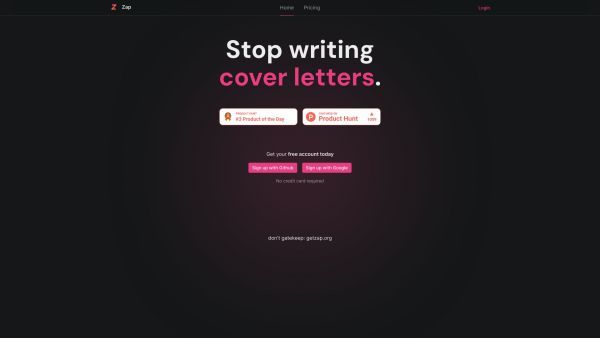 Zap
Home
Pricing
Login
Stop writing
cover letters.
PRODUCT HUNT
#3 Product of the Day
FEATURED ON
Product Hunt
Get your free account today
Sign up with Github
Sign up with Google
No credit card required
don't gatekeep: getzap.org